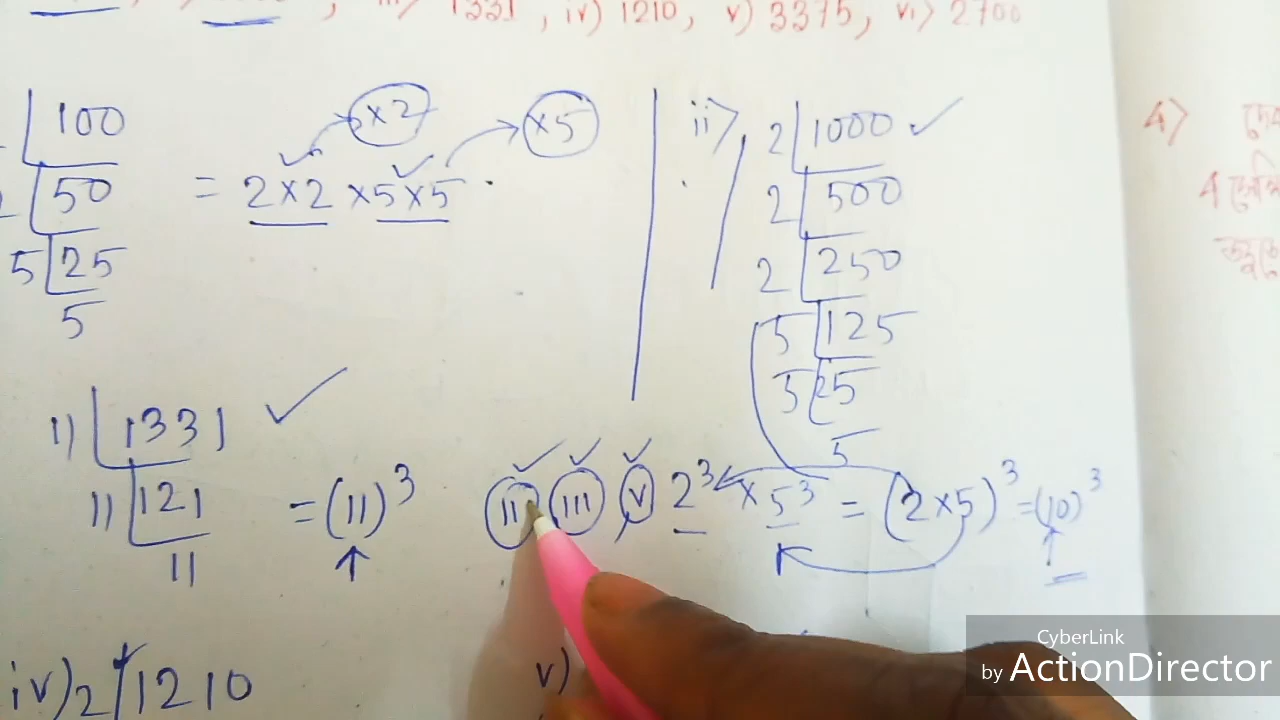 1331, iv) 1210, v) 3375, vi) 2700
100
50
5 25
5
= 2×2 ×5×5
×2
×5
ii)
2 1000
2 500
2 250
5 125
5 25
5
2³ × 5³ = (2×5)³ = (10)³
11 1331
11 121
11
= (11)³
ii iii v
iv) 2 1210
v)
4)
4
CyberLink
by ActionDirector